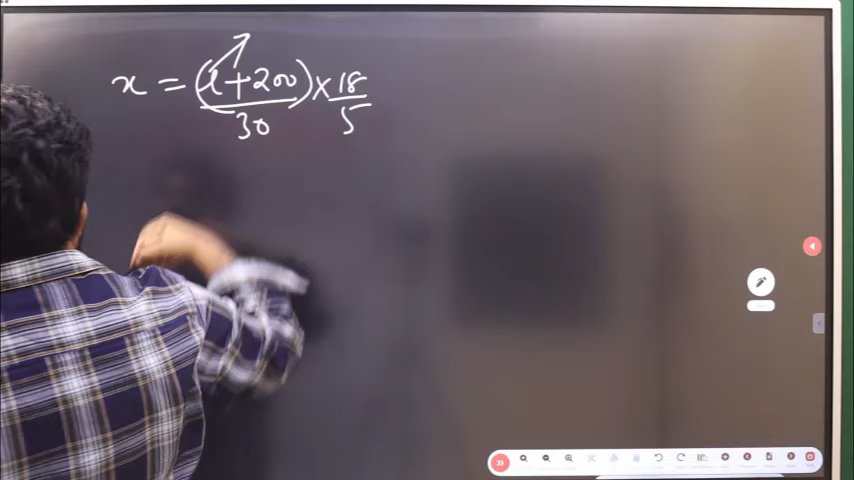 x = (x+200)/30 × 18/5